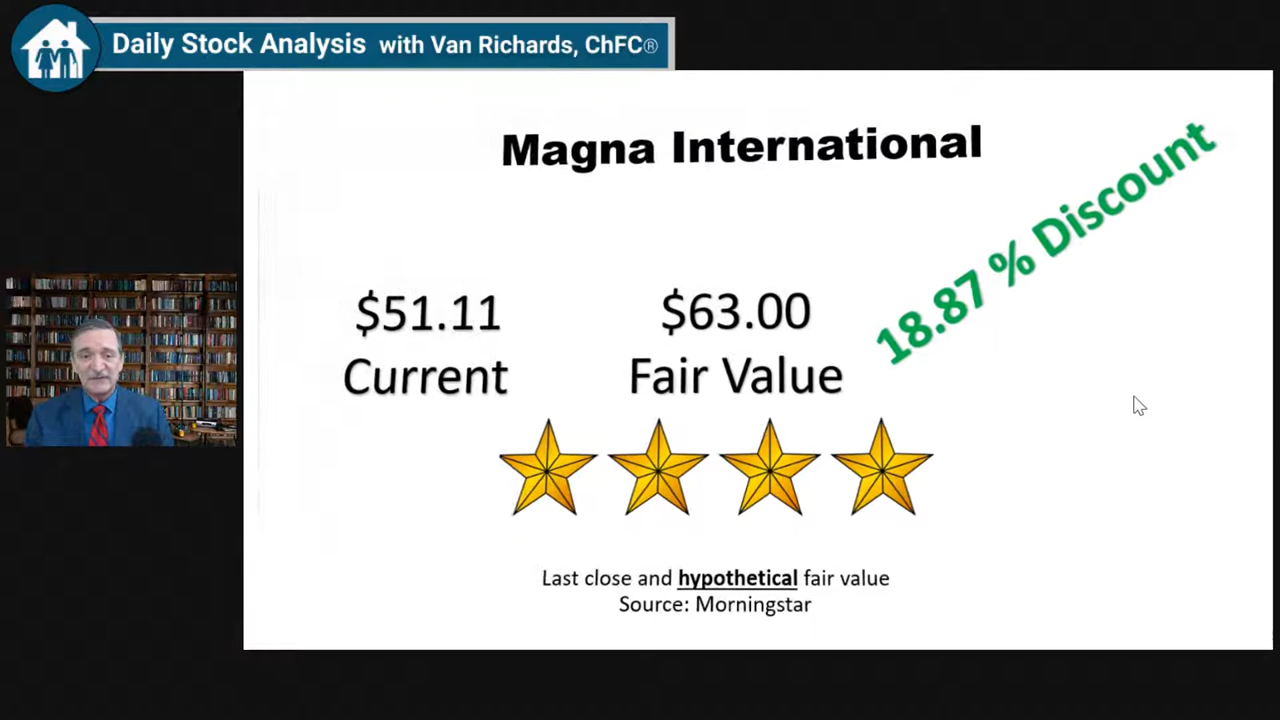 Daily Stock Analysis with Van Richards, ChFC®
Magna International
18.87 % Discount
$51.11
Current
$63.00
Fair Value
Last close and hypothetical fair value
Source: Morningstar